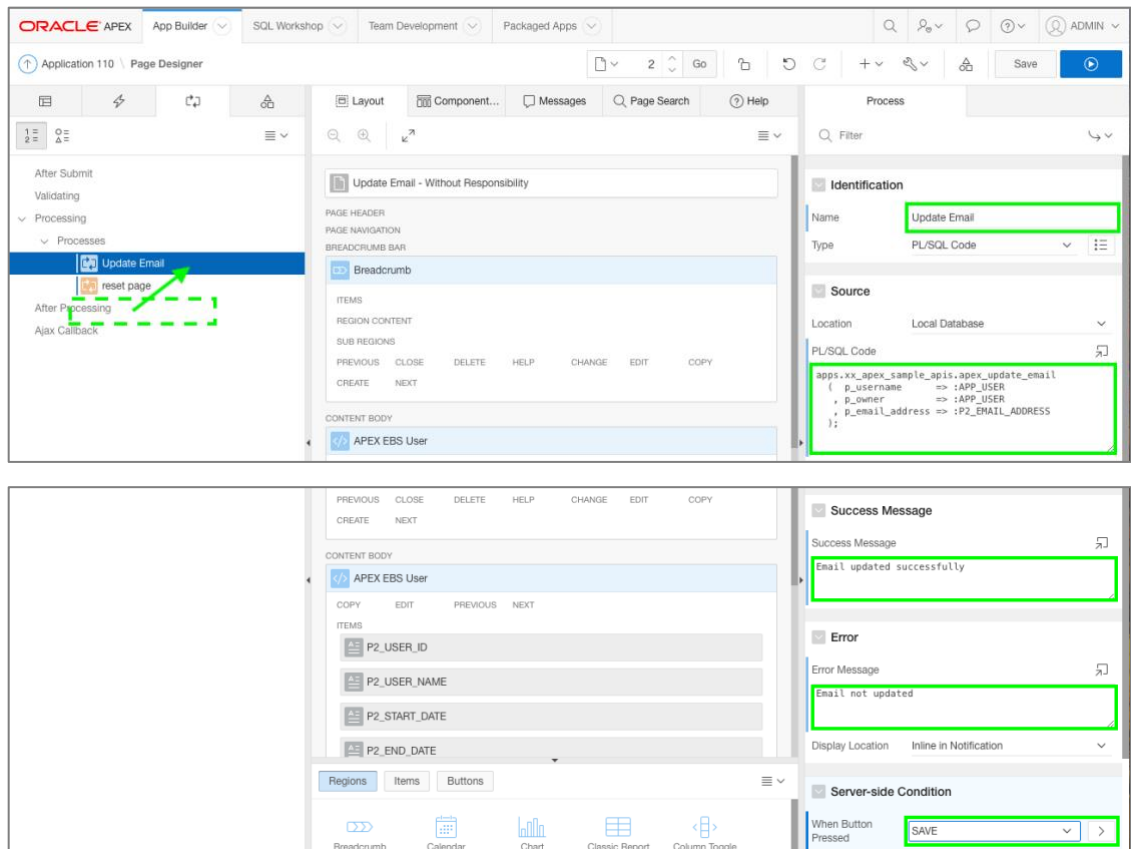 ORACLE APEX App Builder SQL Workshop Team Development Packaged Apps ADMIN
Application 110 \ Page Designer 2 Go Save
Layout Component... Messages Page Search Help Process
Filter
After Submit
Validating
Processing
Processes
Update Email
reset page
After Processing
Ajax Callback
Update Email - Without Responsibility
PAGE HEADER
PAGE NAVIGATION
BREADCRUMB BAR
Breadcrumb
ITEMS
REGION CONTENT
SUB REGIONS
PREVIOUS CLOSE DELETE HELP CHANGE EDIT COPY
CREATE NEXT
CONTENT BODY
APEX EBS User
Identification
Name Update Email
Type PL/SQL Code
Source
Location Local Database
PL/SQL Code
apps.xx_apex_sample_apis.apex_update_email
( p_username => :APP_USER
, p_owner => :APP_USER
, p_email_address => :P2_EMAIL_ADDRESS
);
PREVIOUS CLOSE DELETE HELP CHANGE EDIT COPY
CREATE NEXT
CONTENT BODY
APEX EBS User
COPY EDIT PREVIOUS NEXT
ITEMS
P2_USER_ID
P2_USER_NAME
P2_START_DATE
P2_END_DATE
Regions Items Buttons
Breadcrumb Calendar Chart Classic Report Column Toggle
Success Message
Success Message
Email updated successfully
Error
Error Message
Email not updated
Display Location Inline in Notification
Server-side Condition
When Button
Pressed
SAVE